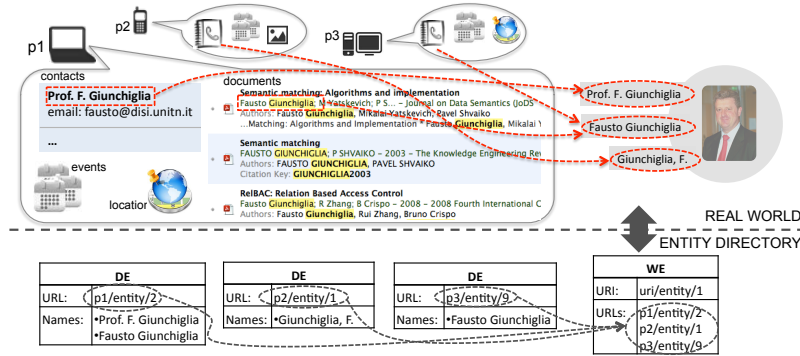 p1
p2
p3
contacts
Prof. F. Giunchiglia
email: fausto@disi.unitn.it
...
events
location
documents
Semantic matching: Algorithms and implementation
Fausto Giunchiglia; M Yatskevich; P S... – Journal on Data Semantics (JoDS
Authors: Fausto Giunchiglia, Mikalai Yatskevich, Pavel Shvaiko
...Matching: Algorithms and Implementation • Fausto Giunchiglia, Mikalai Y
Semantic matching
FAUSTO GIUNCHIGLIA; P SHVAIKO – 2003 – The Knowledge Engineering Rev
Authors: FAUSTO GIUNCHIGLIA, PAVEL SHVAIKO
Citation Key: GIUNCHIGLIA2003
RelBAC: Relation Based Access Control
Fausto Giunchiglia; R Zhang; B Crispo – 2008 – 2008 Fourth International C
Authors: Fausto Giunchiglia, Rui Zhang, Bruno Crispo
Prof. F. Giunchiglia
Fausto Giunchiglia
Giunchiglia, F.
REAL WORLD
ENTITY DIRECTORY
DE
URL: p1/entity/2
Names: •Prof. F. Giunchiglia
•Fausto Giunchiglia
DE
URL: p2/entity/1
Names: •Giunchiglia, F.
DE
URL: p3/entity/9
Names: •Fausto Giunchiglia
WE
URI: uri/entity/1
URLs: p1/entity/2
p2/entity/1
p3/entity/9